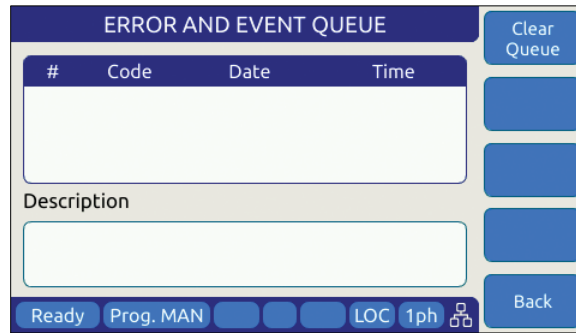 ERROR AND EVENT QUEUE
Clear
Queue
# Code Date Time
Description
Back
Ready Prog. MAN LOC 1ph